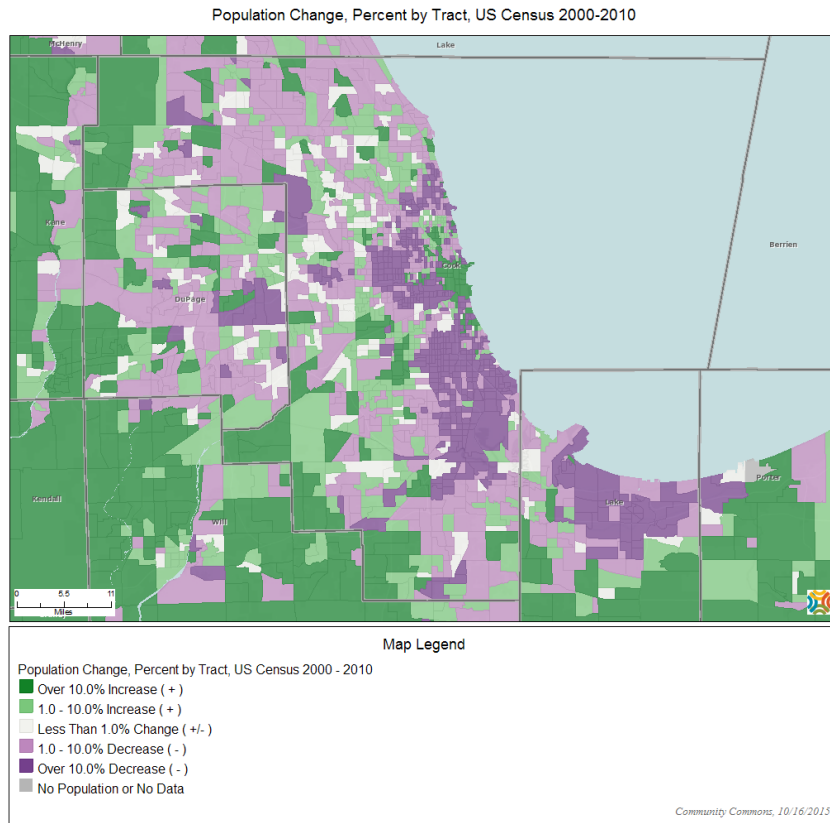 Population Change, Percent by Tract, US Census 2000-2010
McHenry
Lake
Kane
Cook
Berrien
DuPage
Kendall
Will
Lake
Porter
0 5.5 11
Miles
Map Legend
Population Change, Percent by Tract, US Census 2000 - 2010
Over 10.0% Increase ( + )
1.0 - 10.0% Increase ( + )
Less Than 1.0% Change ( +/- )
1.0 - 10.0% Decrease ( - )
Over 10.0% Decrease ( - )
No Population or No Data
Community Commons, 10/16/2015